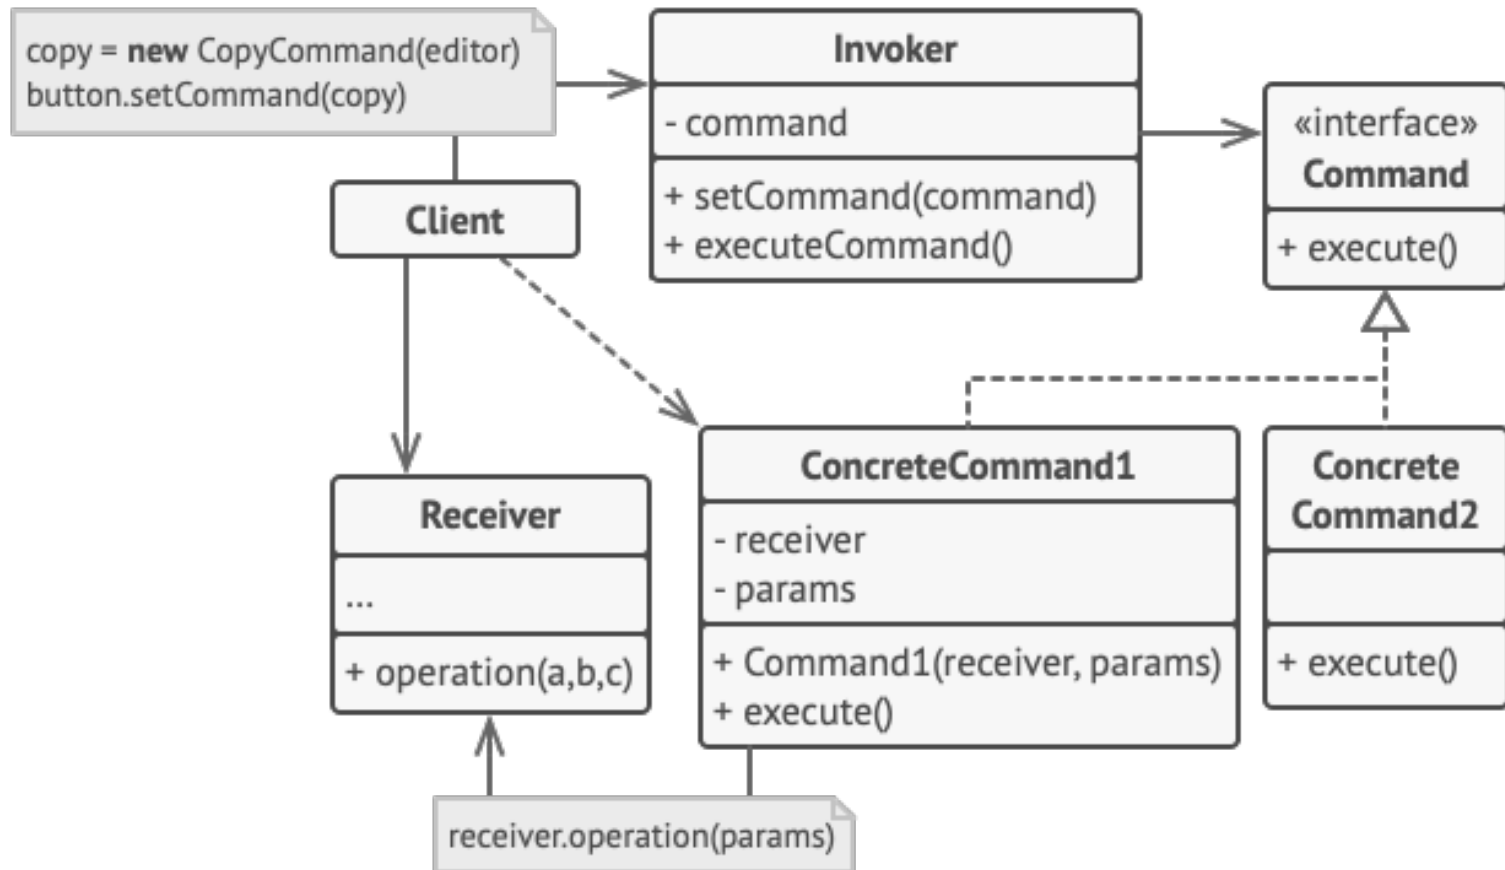 copy = new CopyCommand(editor)
button.setCommand(copy)
Invoker
- command
+ setCommand(command)
+ executeCommand()
«interface»
Command
+ execute()
Client
Receiver
...
+ operation(a,b,c)
ConcreteCommand1
- receiver
- params
+ Command1(receiver, params)
+ execute()
Concrete
Command2
+ execute()
receiver.operation(params)